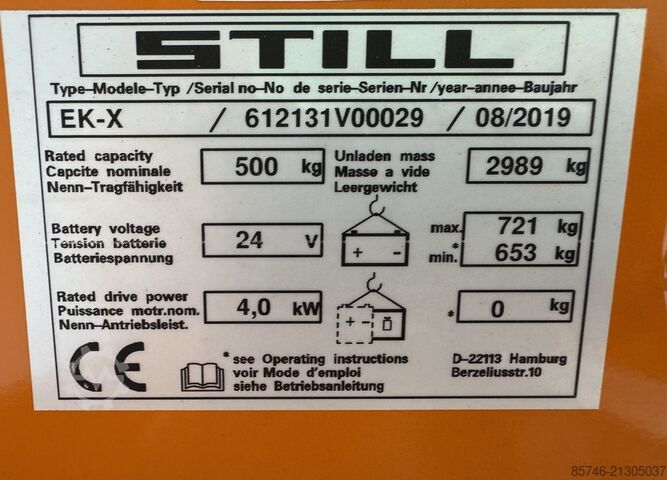 STILL
Type-Modele-Typ /Serial no-No de serie-Serien-Nr /year-annee-Baujahr
EK-X / 612131V00029 / 08/2019
Rated capacity
Capcite nominale
Nenn-Tragfähigkeit
500 kg
Unladen mass
Masse a vide
Leergewicht
2989 kg
Battery voltage
Tension batterie
Batteriespannung
24 V
+ -
max. 721 kg
*
min. 653 kg
Rated drive power
Puissance motr.nom.
Nenn-Antriebsleist.
4,0 kW
+ -
* 0 kg
CE
* see Operating instructions
voir Mode d'emploi
siehe Betriebsanleitung
D-22113 Hamburg
Berzeliusstr.10
85746-21305037